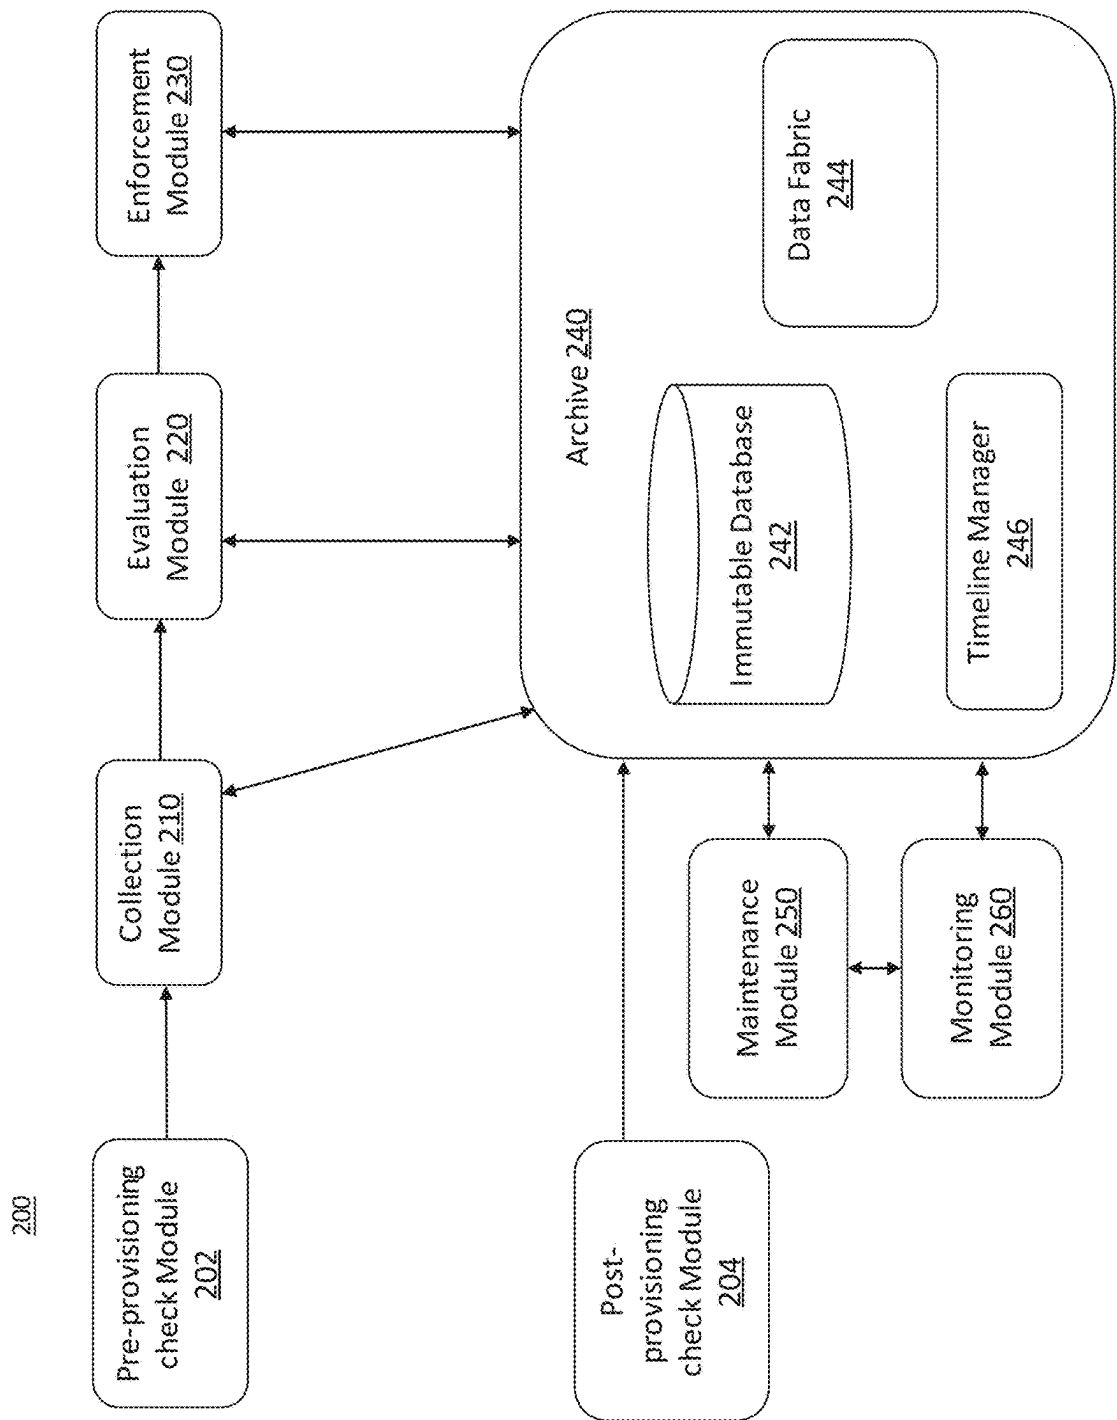 200
Pre-provisioning
check Module
202
Collection
Module 210
Evaluation
Module 220
Enforcement
Module 230
Post-
provisioning
check Module
204
Maintenance
Module 250
Monitoring
Module 260
Archive 240
Immutable Database
242
Data Fabric
244
Timeline Manager
246